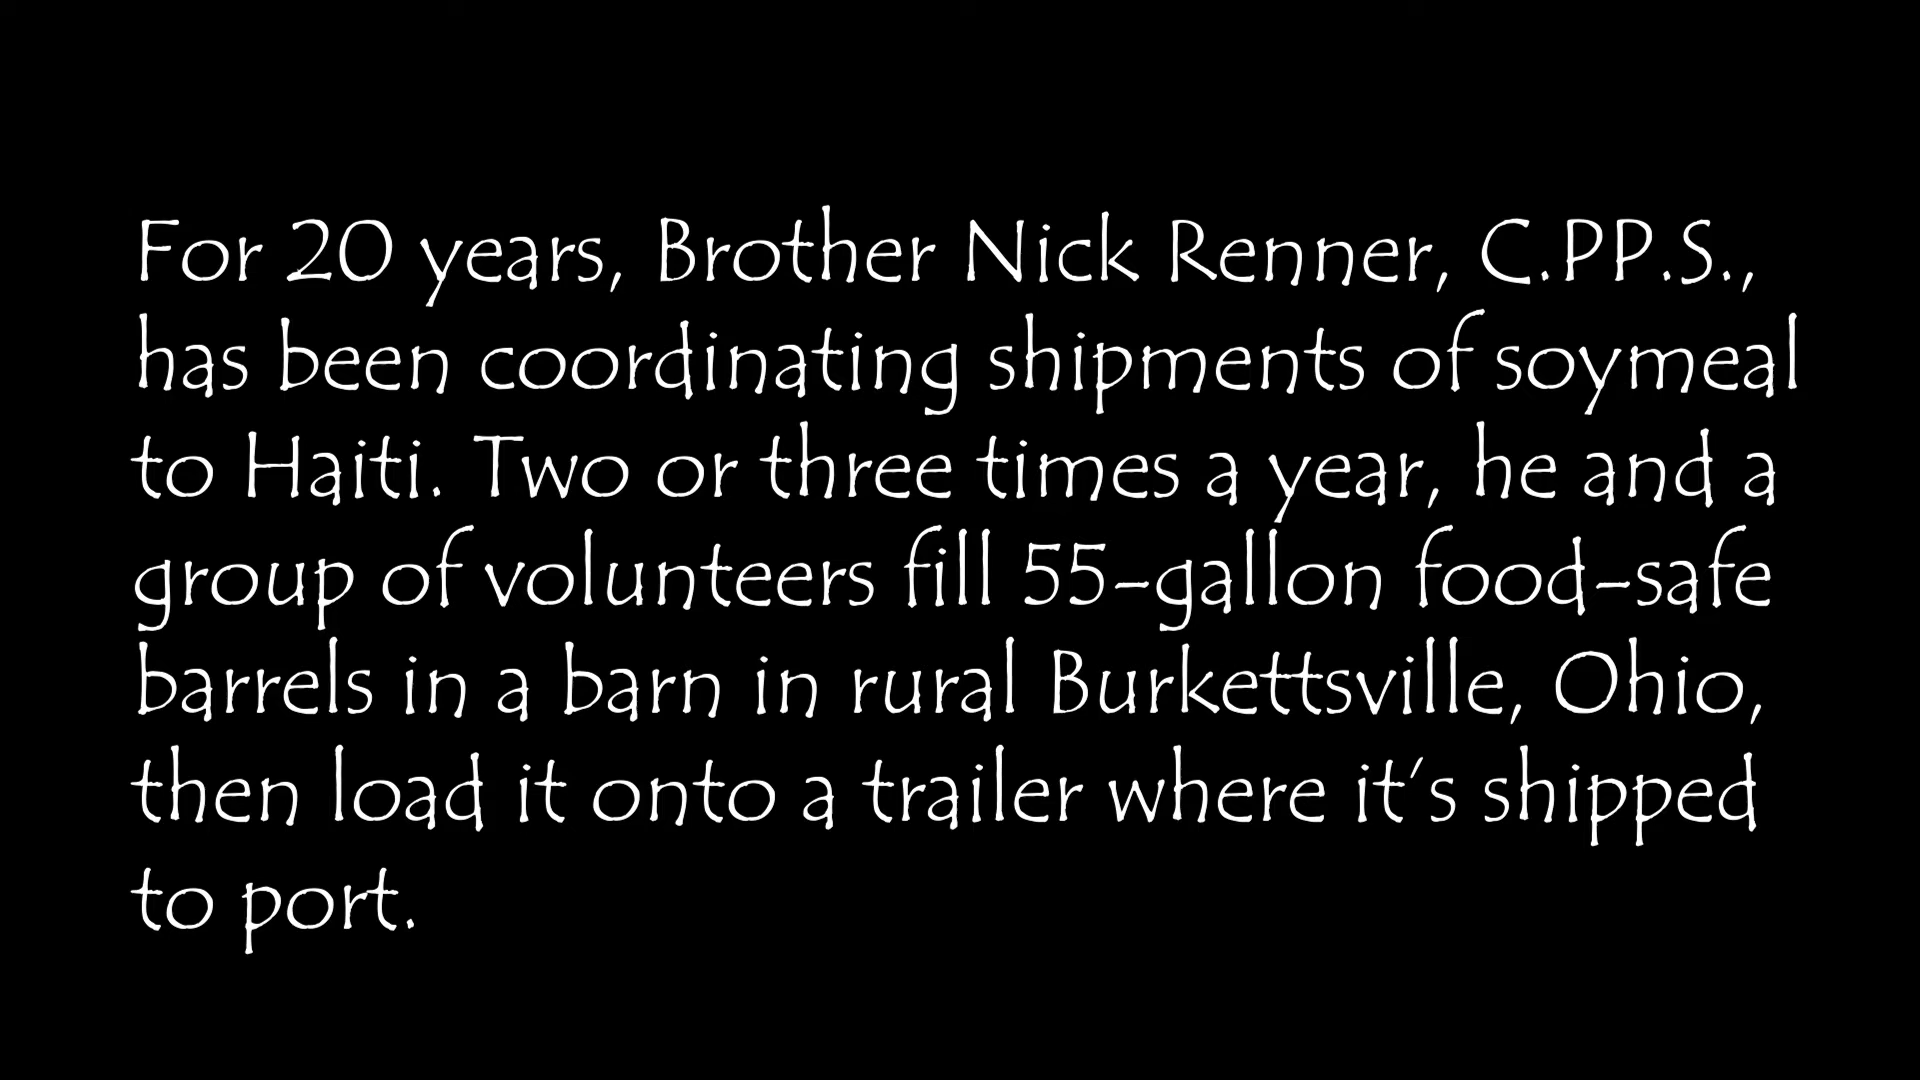 For 20 years, Brother Nick Renner, C.PP.S.,
has been coordinating shipments of soymeal
to Haiti. Two or three times a year, he and a
group of volunteers fill 55-gallon food-safe
barrels in a barn in rural Burkettsville, Ohio,
then load it onto a trailer where it's shipped
to port.